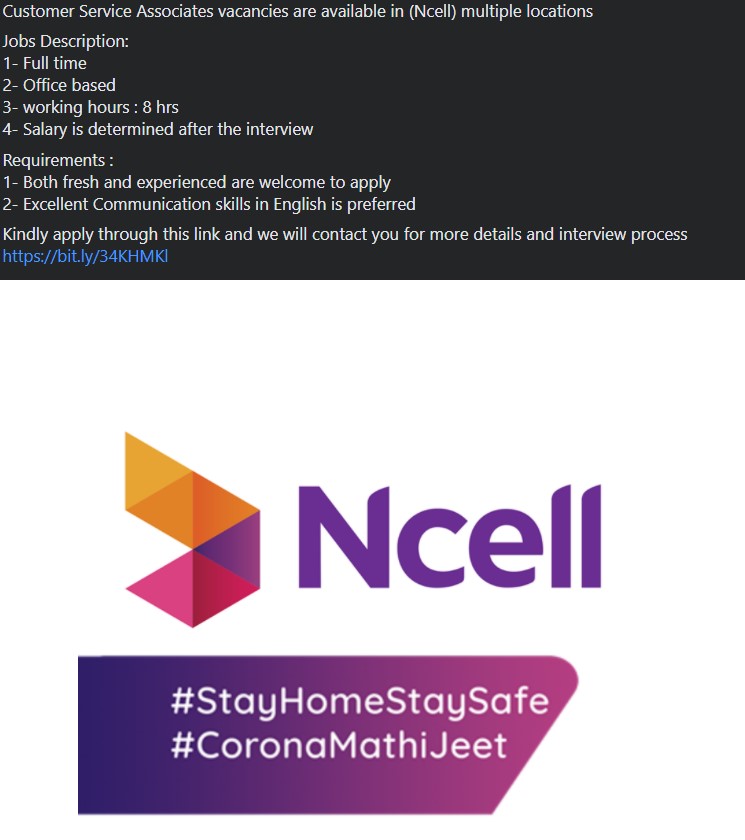 Customer Service Associates vacancies are available in (Ncell) multiple locations
Jobs Description:
1- Full time
2- Office based
3- working hours : 8 hrs
4- Salary is determined after the interview
Requirements :
1- Both fresh and experienced are welcome to apply
2- Excellent Communication skills in English is preferred
Kindly apply through this link and we will contact you for more details and interview process
https://bit.ly/34KHMKl
Ncell
#StayHomeStaySafe
#CoronaMathiJeet